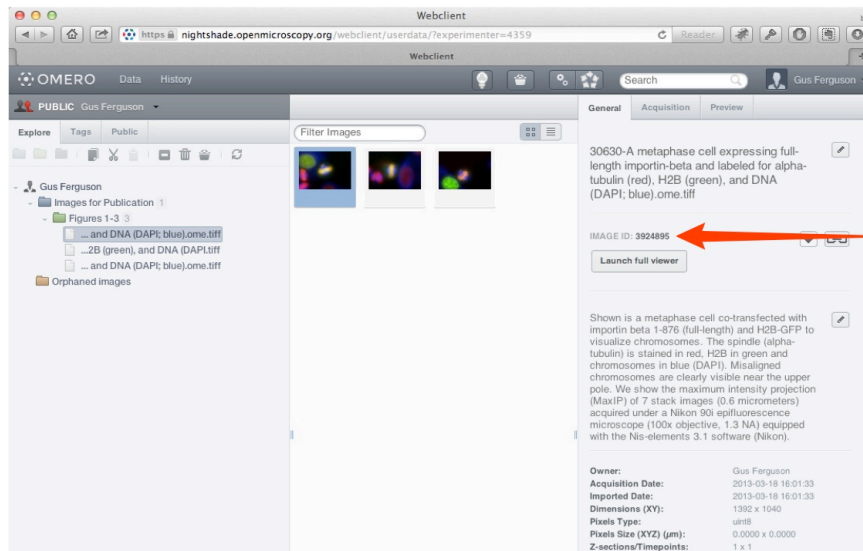 Webclient
https nightshade.openmicroscopy.org/webclient/userdata/?experimenter=4359
Reader
Webclient
OMERO Data History
Search
Gus Ferguson
PUBLIC Gus Ferguson
Explore Tags Public
Gus Ferguson
Images for Publication 1
Figures 1-3 3
... and DNA (DAPI; blue).ome.tiff
...2B (green), and DNA (DAPI.tiff
... and DNA (DAPI; blue).ome.tiff
Orphaned images
Filter Images
General Acquisition Preview
30630-A metaphase cell expressing full-
length importin-beta and labeled for alpha-
tubulin (red), H2B (green), and DNA
(DAPI; blue).ome.tiff
IMAGE ID: 3924895
Launch full viewer
Shown is a metaphase cell co-transfected with
importin beta 1-876 (full-length) and H2B-GFP to
visualize chromosomes. The spindle (alpha-
tubulin) is stained in red, H2B in green and
chromosomes in blue (DAPI). Misaligned
chromosomes are clearly visible near the upper
pole. We show the maximum intensity projection
(MaxIP) of 7 stack images (0.6 micrometers)
acquired under a Nikon 90i epifluorescence
microscope (100x objective, 1.3 NA) equipped
with the Nis-elements 3.1 software (Nikon).
Owner: Gus Ferguson
Acquisition Date: 2013-03-18 16:01:33
Imported Date: 2013-03-18 16:01:33
Dimensions (XY): 1392 x 1040
Pixels Type: uint8
Pixels Size (XYZ) (µm): 0.0000 x 0.0000
Z-sections/Timepoints: 1 x 1